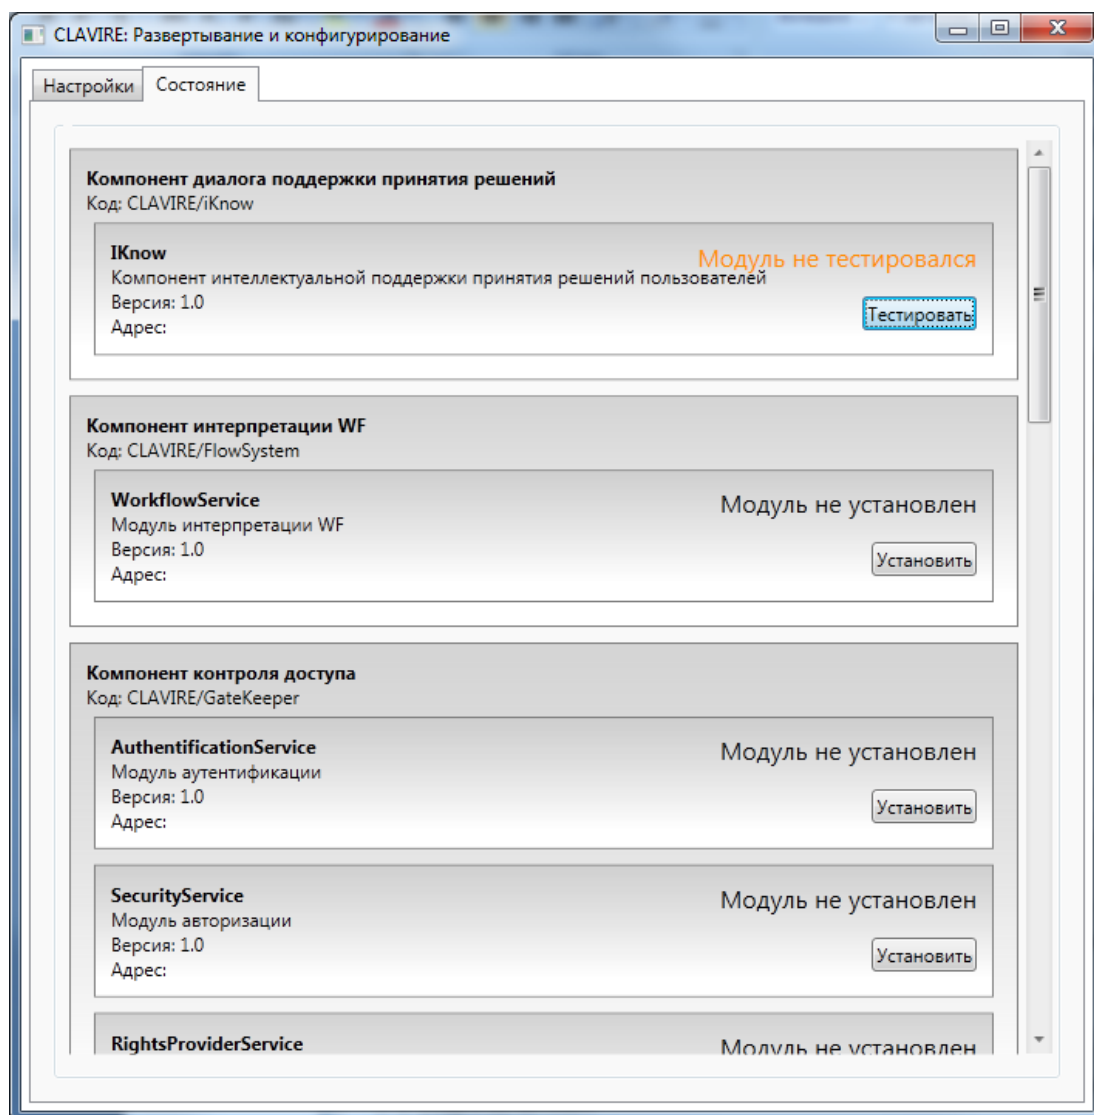 CLAVIRE: Развертывание и конфигурирование
Настройки Состояние
Компонент диалога поддержки принятия решений
Код: CLAVIRE/iKnow
IKnow
Модуль не тестировался
Компонент интеллектуальной поддержки принятия решений пользователей
Версия: 1.0
Тестировать
Адрес:
Компонент интерпретации WF
Код: CLAVIRE/FlowSystem
WorkflowService
Модуль не установлен
Модуль интерпретации WF
Версия: 1.0
Установить
Адрес:
Компонент контроля доступа
Код: CLAVIRE/GateKeeper
AuthentificationService
Модуль не установлен
Модуль аутентификации
Версия: 1.0
Установить
Адрес:
SecurityService
Модуль не установлен
Модуль авторизации
Версия: 1.0
Установить
Адрес:
RightsProviderService
Модуль не установлен